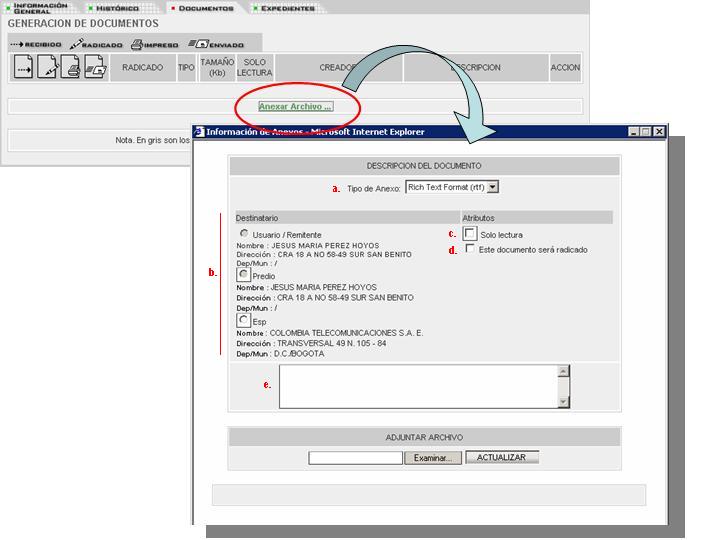 INFORMACIÓN GENERAL HISTÓRICO DOCUMENTOS EXPEDIENTES
GENERACION DE DOCUMENTOS
RECIBIDO RADICADO IMPRESO ENVIADO
RADICADO TIPO TAMAÑO (Kb) SOLO LECTURA CREADOR DESCRIPCION ACCION
Anexar Archivo ...
Nota. En gris son los
Información de Anexos - Microsoft Internet Explorer
DESCRIPCION DEL DOCUMENTO
a. Tipo de Anexo: Rich Text Format (rtf)
Destinatario Atributos
Usuario / Remitente c. Solo lectura
Nombre : JESUS MARIA PEREZ HOYOS d. Este documento será radicado
Dirección : CRA 18 A NO 58-49 SUR SAN BENITO
Dep/Mun : /
b. Predio
Nombre : JESUS MARIA PEREZ HOYOS
Dirección : CRA 18 A NO 58-49 SUR SAN BENITO
Dep/Mun : /
Esp
Nombre : COLOMBIA TELECOMUNICACIONES S. A. E.
Dirección : TRANSVERSAL 49 N. 105 - 84
Dep/Mun : D.C./BOGOTA
e.
ADJUNTAR ARCHIVO
Examinar... ACTUALIZAR